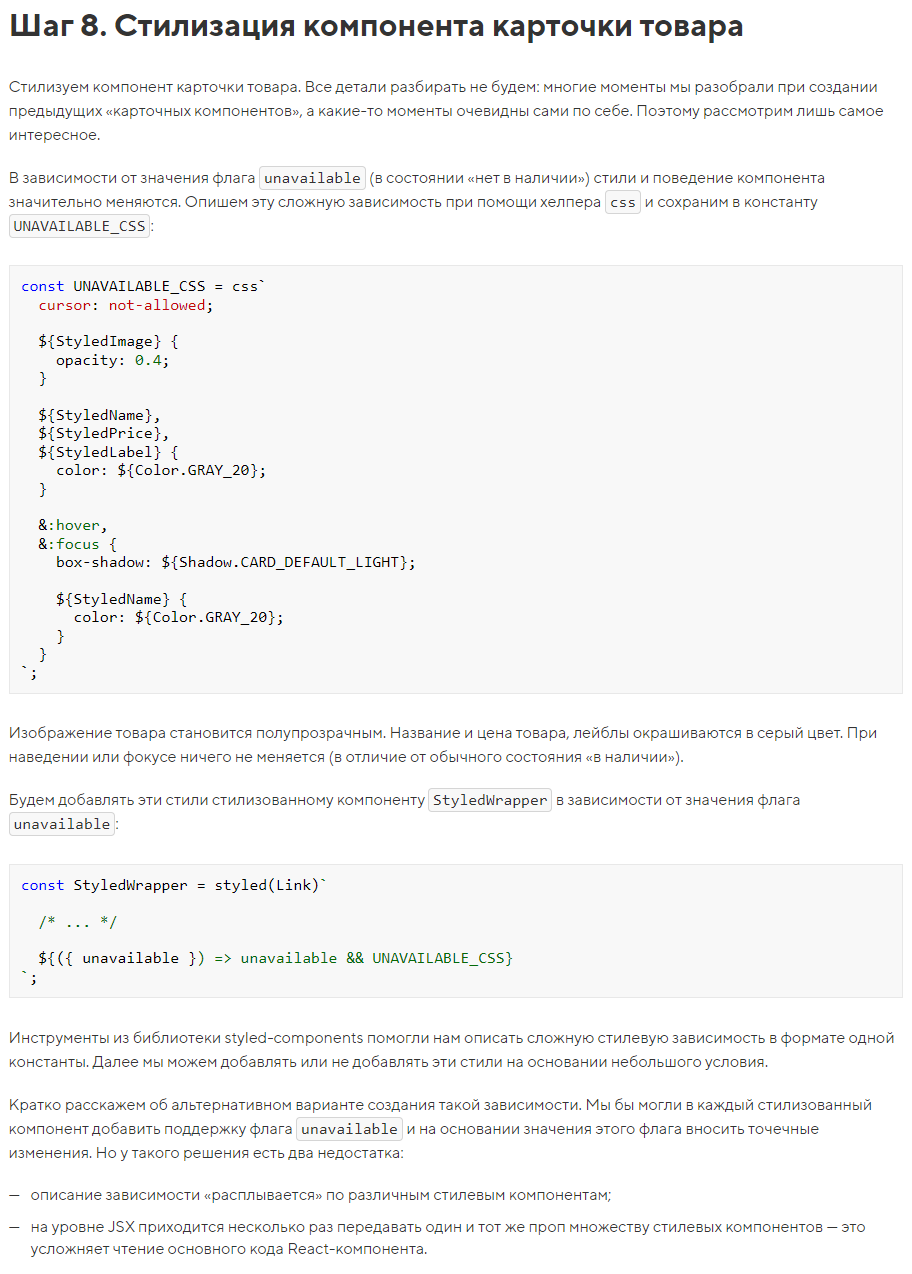 Шаг 8. Стилизация компонента карточки товара
Стилизуем компонент карточки товара. Все детали разбирать не будем: многие моменты мы разобрали при создании
предыдущих «карточных компонентов», а какие-то моменты очевидны сами по себе. Поэтому рассмотрим лишь самое
интересное.
В зависимости от значения флага unavailable (в состоянии «нет в наличии») стили и поведение компонента
значительно меняются. Опишем эту сложную зависимость при помощи хелпера css и сохраним в константу
UNAVAILABLE_CSS:
const UNAVAILABLE_CSS = css`
  cursor: not-allowed;
  ${StyledImage} {
    opacity: 0.4;
  }
  ${StyledName},
  ${StyledPrice},
  ${StyledLabel} {
    color: ${Color.GRAY_20};
  }
  &:hover,
  &:focus {
    box-shadow: ${Shadow.CARD_DEFAULT_LIGHT};
    ${StyledName} {
      color: ${Color.GRAY_20};
    }
  }
`;
Изображение товара становится полупрозрачным. Название и цена товара, лейблы окрашиваются в серый цвет. При
наведении или фокусе ничего не меняется (в отличие от обычного состояния «в наличии»).
Будем добавлять эти стили стилизованному компоненту StyledWrapper в зависимости от значения флага
unavailable:
const StyledWrapper = styled(Link)`
  /* ... */
  ${({ unavailable }) => unavailable && UNAVAILABLE_CSS}
`;
Инструменты из библиотеки styled-components помогли нам описать сложную стилевую зависимость в формате одной
константы. Далее мы можем добавлять или не добавлять эти стили на основании небольшого условия.
Кратко расскажем об альтернативном варианте создания такой зависимости. Мы бы могли в каждый стилизованный
компонент добавить поддержку флага unavailable и на основании значения этого флага вносить точечные
изменения. Но у такого решения есть два недостатка:
— описание зависимости «расплывается» по различным стилевым компонентам;
— на уровне JSX приходится несколько раз передавать один и тот же проп множеству стилевых компонентов — это
усложняет чтение основного кода React-компонента.